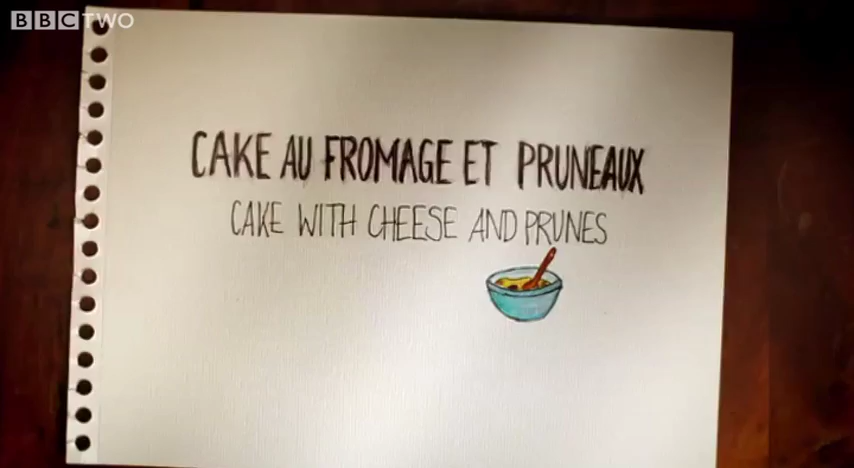 BBC TWO
CAKE AU FROMAGE ET PRUNEAUX
CAKE WITH CHEESE AND PRUNES